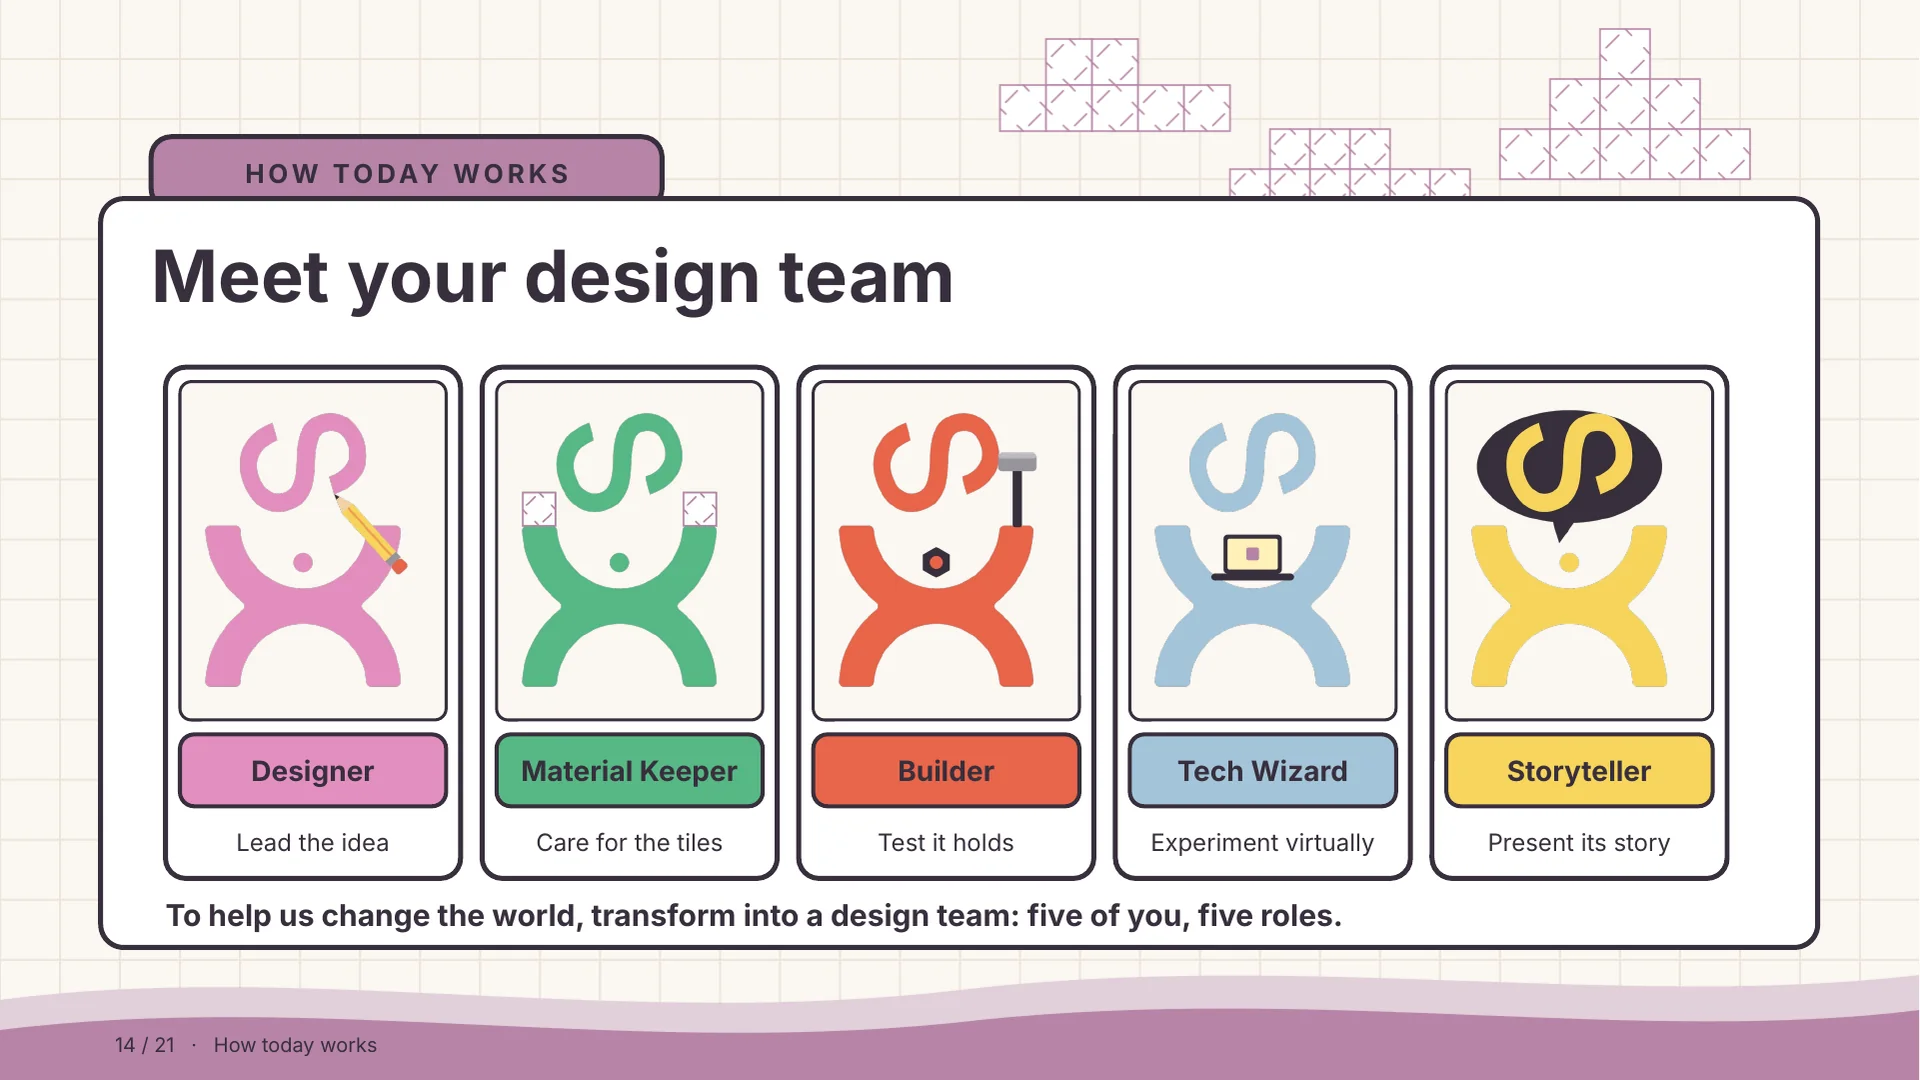 HOW TODAY WORKS
Meet your design team
Designer
Lead the idea
Material Keeper
Care for the tiles
Builder
Test it holds
Tech Wizard
Experiment virtually
Storyteller
Present its story
To help us change the world, transform into a design team: five of you, five roles.
14 / 21 · How today works